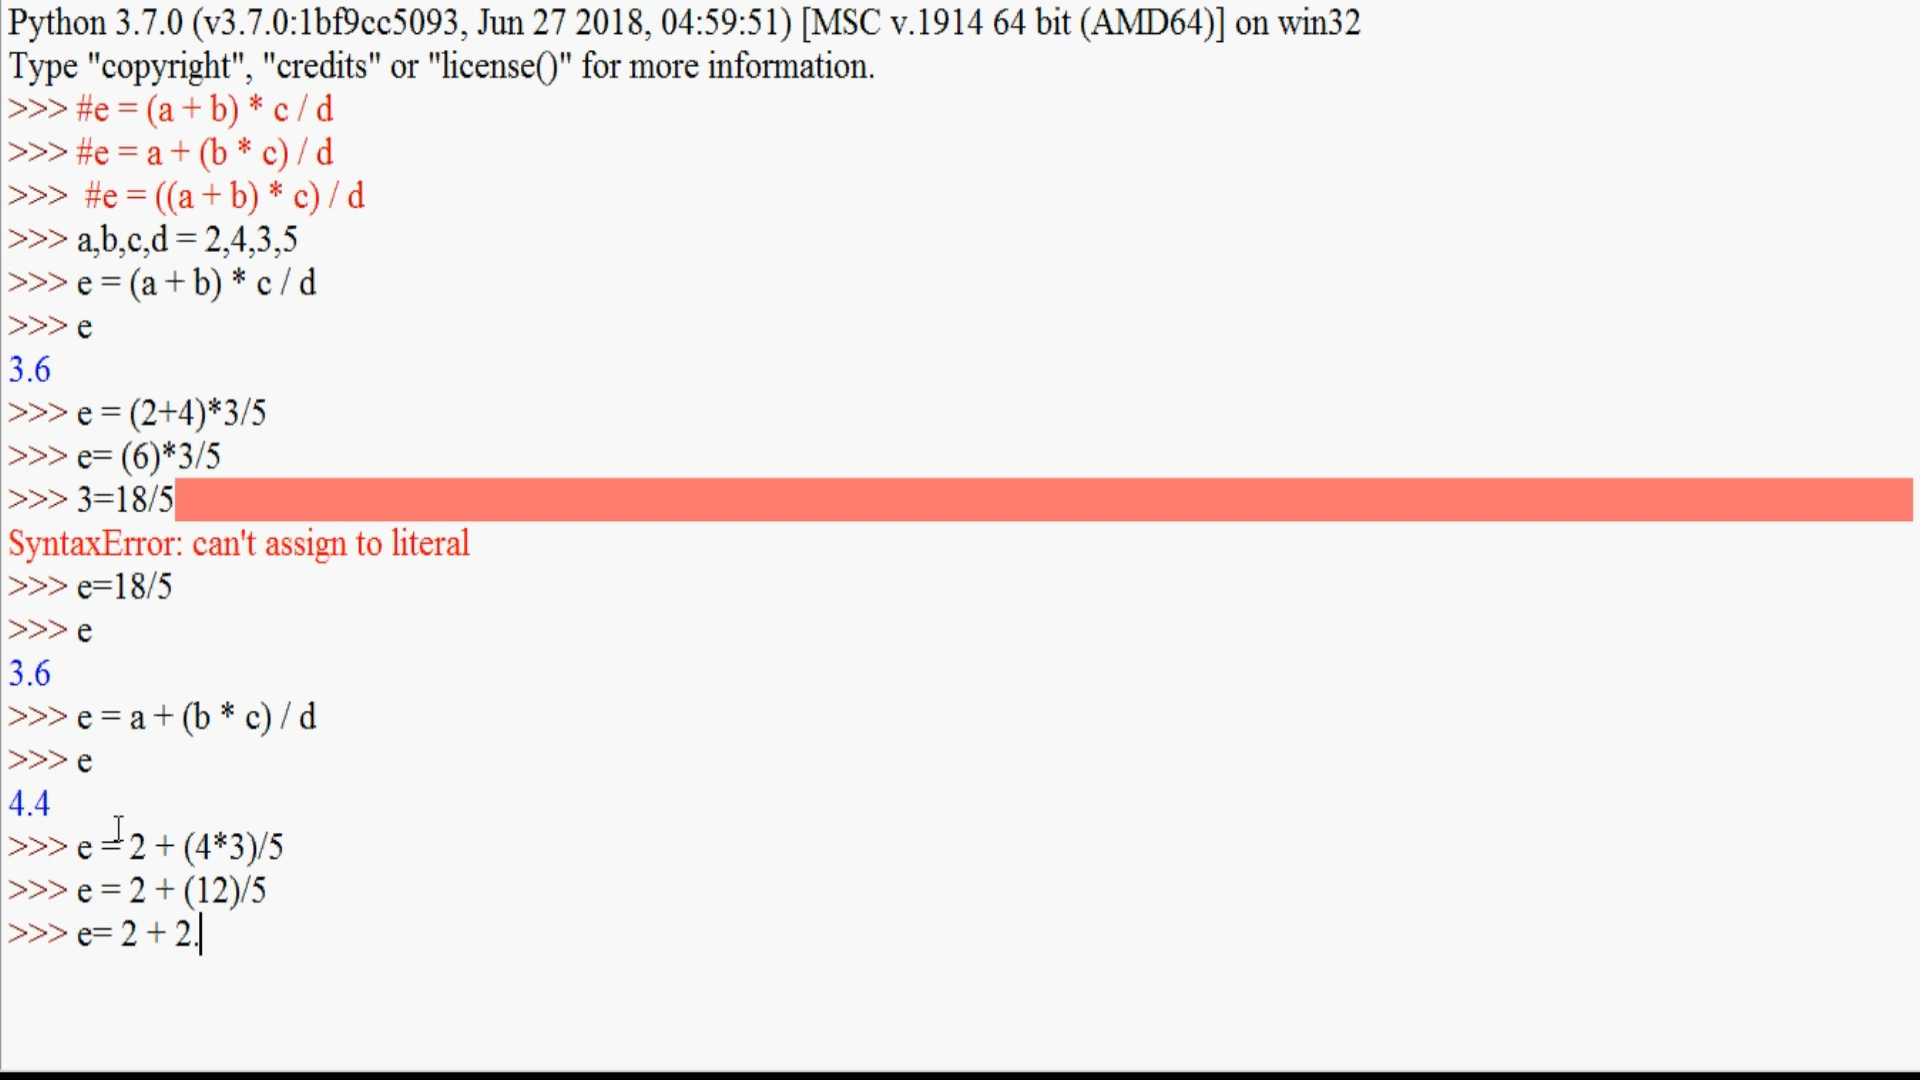 Python 3.7.0 (v3.7.0:1bf9cc5093, Jun 27 2018, 04:59:51) [MSC v.1914 64 bit (AMD64)] on win32
Type "copyright", "credits" or "license()" for more information.
>>> #e = (a + b) * c / d
>>> #e = a + (b * c) / d
>>>  #e = ((a + b) * c) / d
>>> a,b,c,d = 2,4,3,5
>>> e = (a + b) * c / d
>>> e
3.6
>>> e = (2+4)*3/5
>>> e= (6)*3/5
>>> 3=18/5
SyntaxError: can't assign to literal
>>> e=18/5
>>> e
3.6
>>> e = a + (b * c) / d
>>> e
4.4
>>> e = 2 + (4*3)/5
>>> e = 2 + (12)/5
>>> e= 2 + 2.